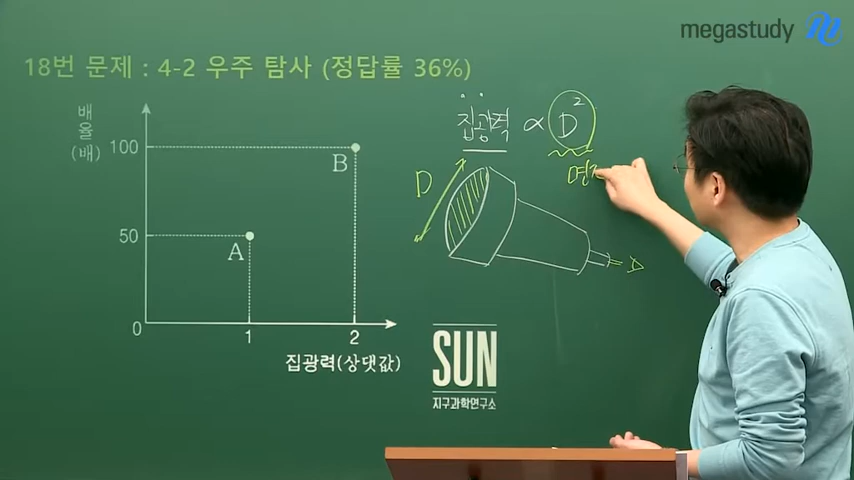 megastudy
18번 문제 : 4-2 우주 탐사 (정답률 36%)
배율(배)
100
50
0
1
2
A
B
집광력(상댓값)
집광력 ∝ D²
D
SUN
지구과학연구소